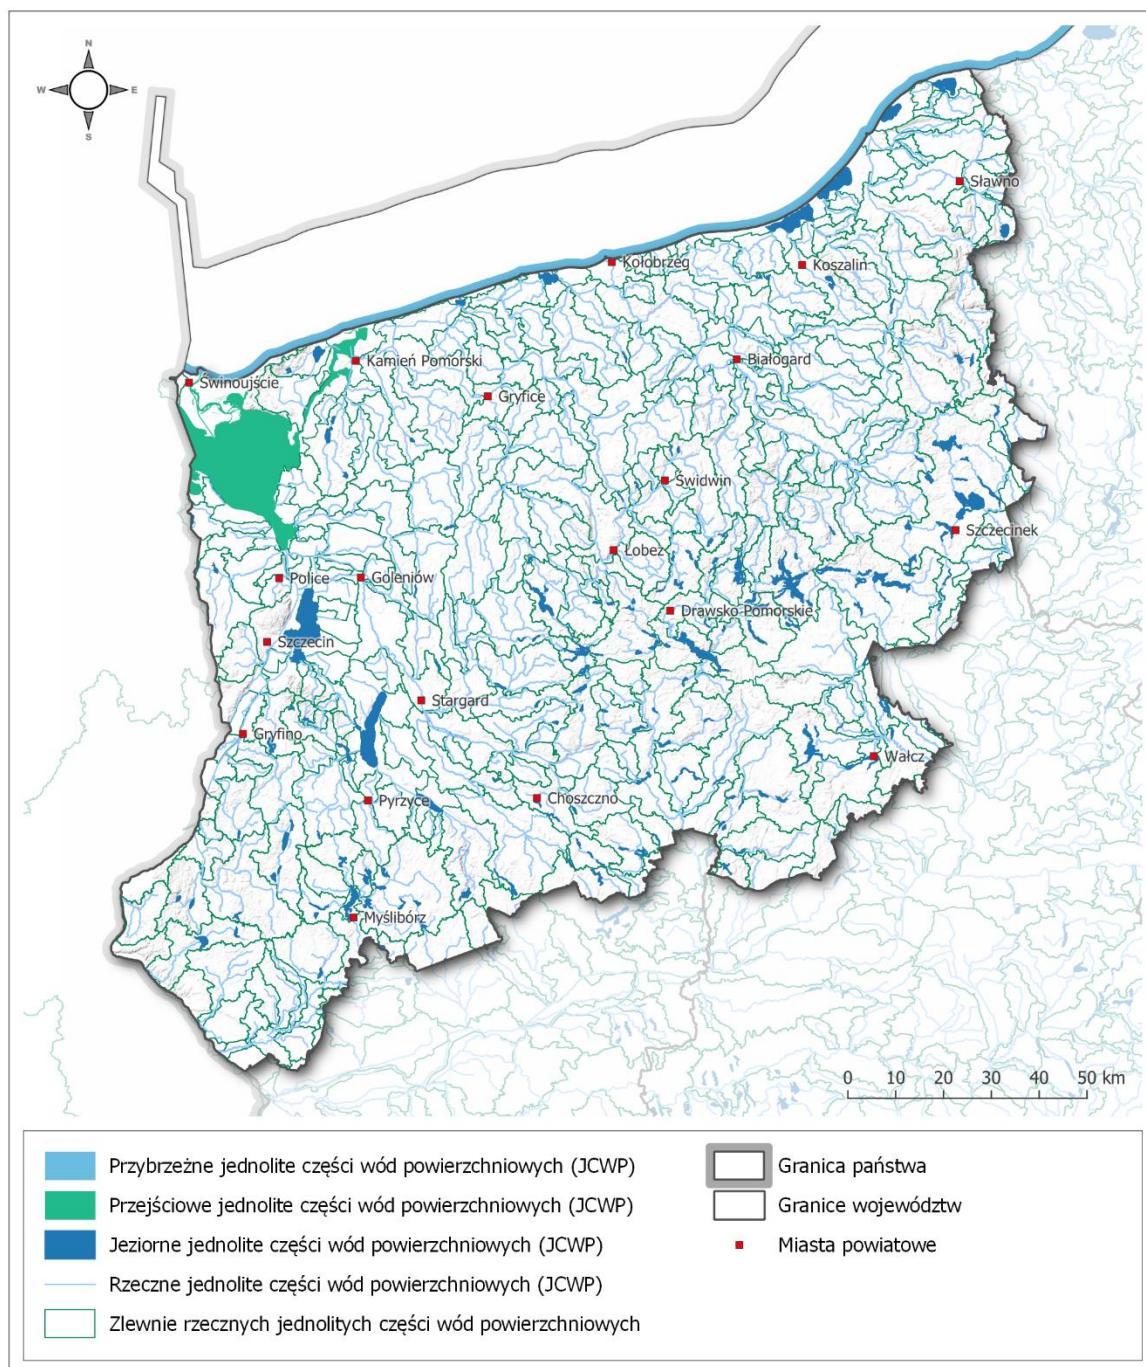 N
W E
S
Sławno
Kołobrzeg
Koszalin
Kamień Pomorski
Białogard
Świnoujście
Gryfice
Świdwin
Szczecinek
Łobez
Police
Goleniów
Drawsko Pomorskie
Szczecin
Stargard
Gryfino
Wałcz
Pyrzyce
Choszczno
Myślibórz
0 10 20 30 40 50 km
Przybrzeżne jednolite części wód powierzchniowych (JCWP)
Przejściowe jednolite części wód powierzchniowych (JCWP)
Jeziorne jednolite części wód powierzchniowych (JCWP)
Rzeczne jednolite części wód powierzchniowych (JCWP)
Zlewnie rzecznych jednolitych części wód powierzchniowych
Granica państwa
Granice województw
Miasta powiatowe